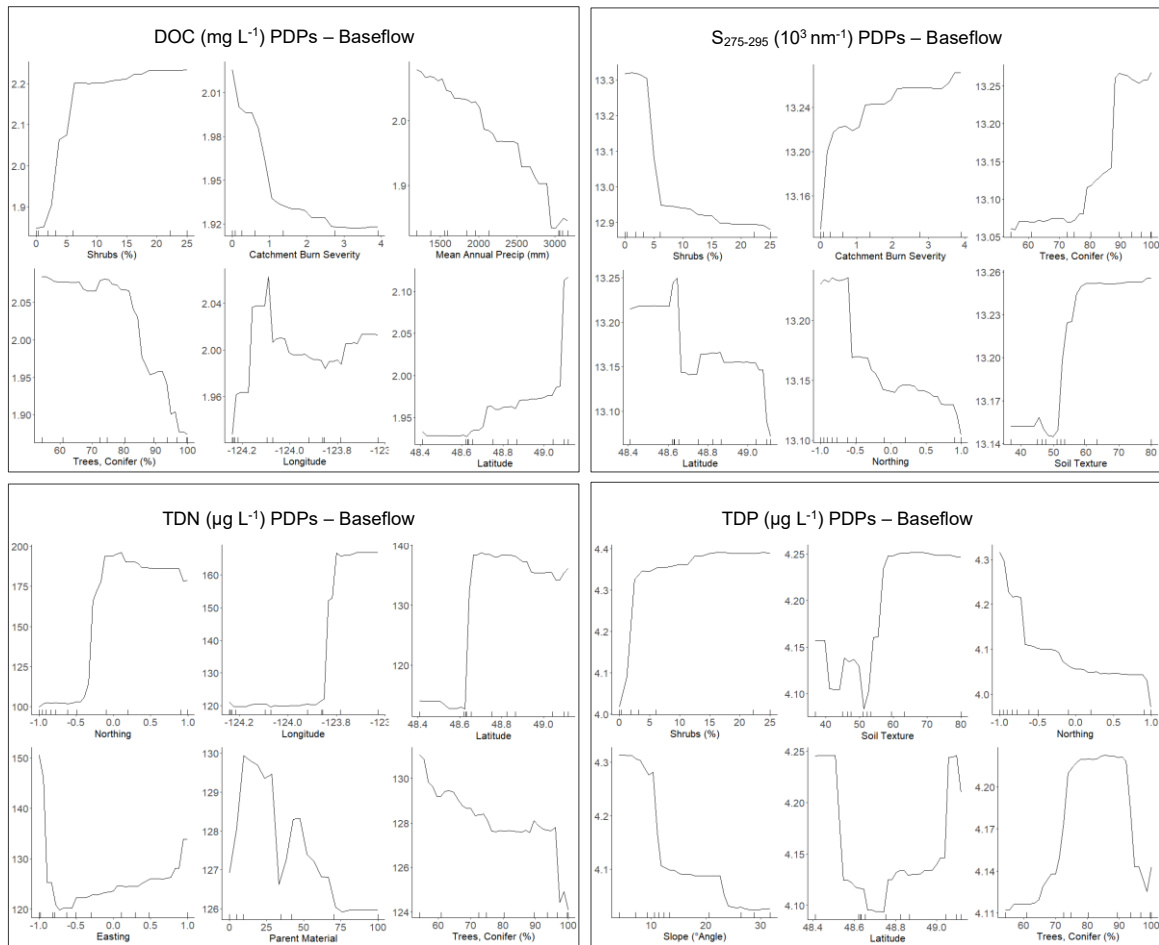 DOC (mg L⁻¹) PDPs – Baseflow
2.2
2.1
2.0
1.9
0 5 10 15 20 25
Shrubs (%)
2.01
1.98
1.95
1.92
0 1 2 3 4
Catchment Burn Severity
2.0
1.9
1500 2000 2500 3000
Mean Annual Precip (mm)
2.05
2.00
1.95
1.90
60 70 80 90 100
Trees, Conifer (%)
2.04
2.00
1.96
-124.2 -124.0 -123.8 -123.
Longitude
2.10
2.05
2.00
1.95
48.4 48.6 48.8 49.0
Latitude
S₂₇₅₋₂₉₅ (10³ nm⁻¹) PDPs – Baseflow
13.3
13.2
13.1
13.0
12.9
0 5 10 15 20 25
Shrubs (%)
13.24
13.20
13.16
0 1 2 3 4
Catchment Burn Severity
13.25
13.20
13.15
13.10
13.05
60 70 80 90 100
Trees, Conifer (%)
13.25
13.20
13.15
13.10
48.4 48.6 48.8 49.0
Latitude
13.20
13.15
13.10
-1.0 -0.5 0.0 0.5 1.0
Northing
13.26
13.23
13.20
13.17
13.14
40 50 60 70 80
Soil Texture
TDN (µg L⁻¹) PDPs – Baseflow
200
175
150
125
100
-1.0 -0.5 0.0 0.5 1.0
Northing
160
150
140
130
120
-124.2 -124.0 -123.8 -123
Longitude
140
130
120
48.4 48.6 48.8 49.0
Latitude
150
140
130
120
-1.0 -0.5 0.0 0.5 1.0
Easting
130
129
128
127
126
0 25 50 75 100
Parent Material
130
128
126
124
60 70 80 90 100
Trees, Conifer (%)
TDP (µg L⁻¹) PDPs – Baseflow
4.4
4.3
4.2
4.1
4.0
0 5 10 15 20 25
Shrubs (%)
4.25
4.20
4.15
4.10
40 50 60 70 80
Soil Texture
4.3
4.2
4.1
4.0
-1.0 -0.5 0.0 0.5 1.0
Northing
4.3
4.2
4.1
10 20 30
Slope (°Angle)
4.25
4.20
4.15
4.10
48.4 48.6 48.8 49.0
Latitude
4.20
4.17
4.14
4.11
60 70 80 90 100
Trees, Conifer (%)